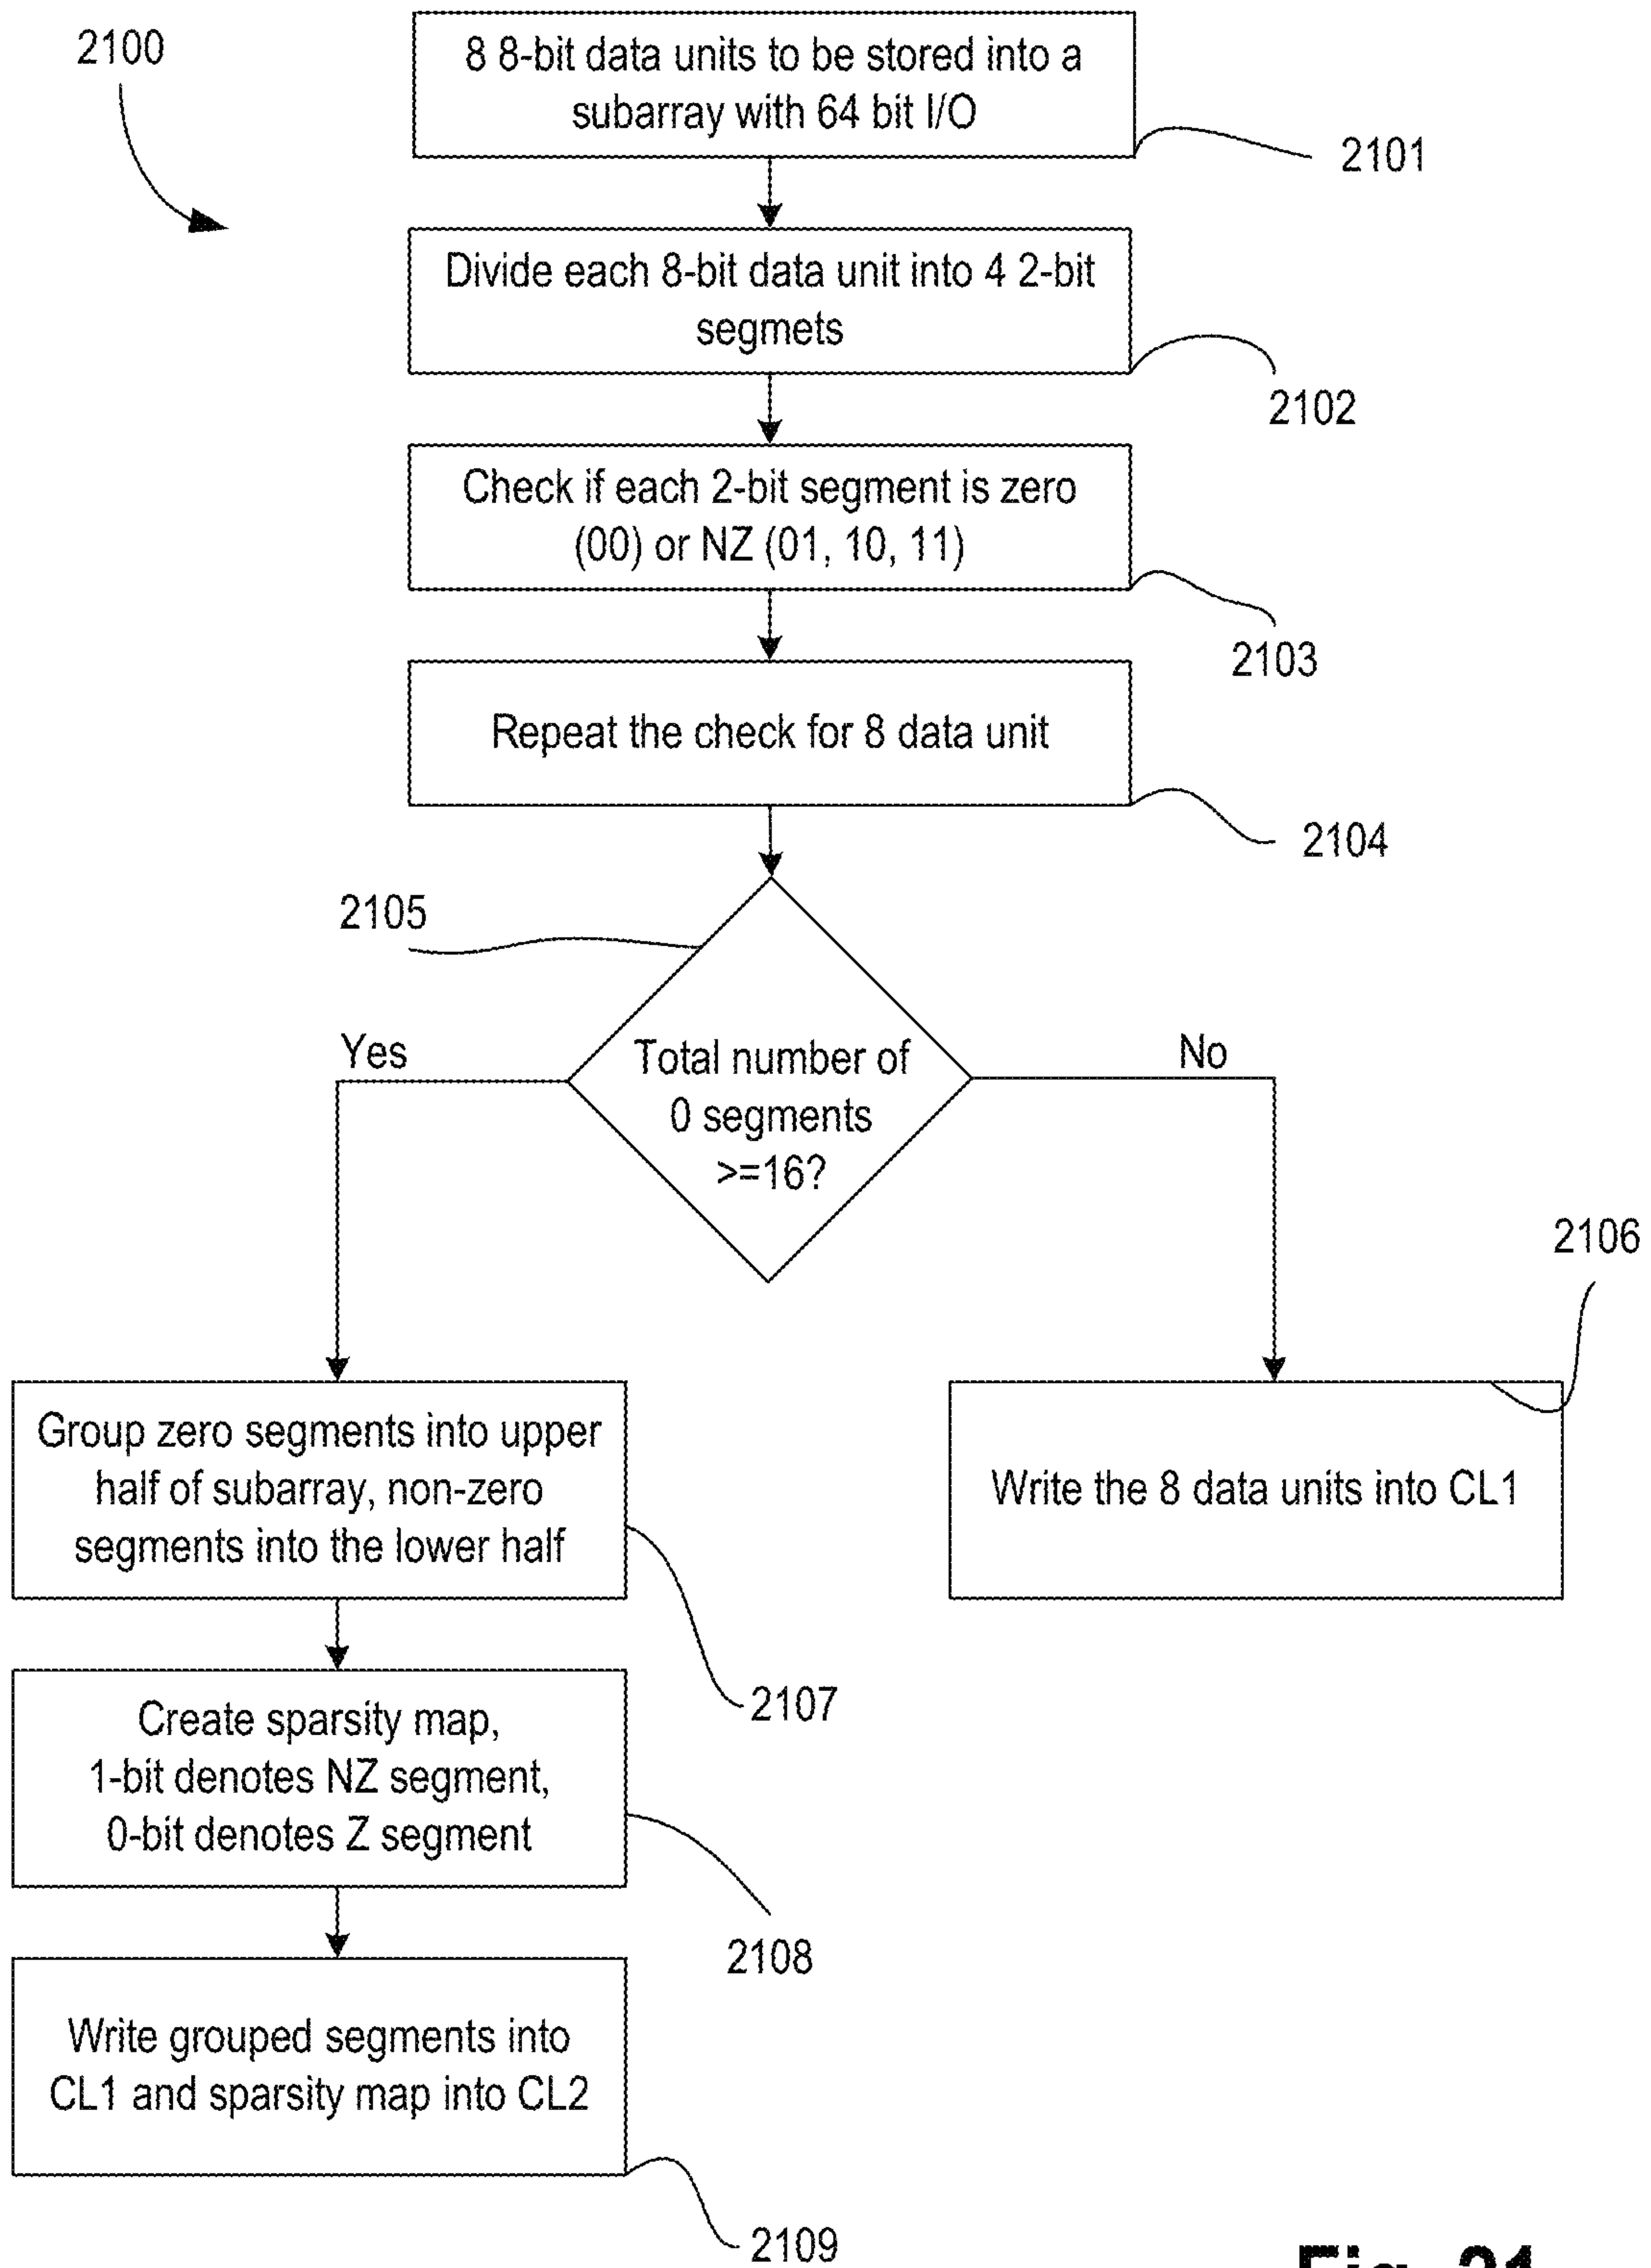 2100
8 8-bit data units to be stored into a
subarray with 64 bit I/O
2101
Divide each 8-bit data unit into 4 2-bit
segmets
2102
Check if each 2-bit segment is zero
(00) or NZ (01, 10, 11)
2103
Repeat the check for 8 data unit
2104
2105
Yes
No
Total number of
0 segments
>=16?
2106
Group zero segments into upper
half of subarray, non-zero
segments into the lower half
Write the 8 data units into CL1
2107
Create sparsity map,
1-bit denotes NZ segment,
0-bit denotes Z segment
2108
Write grouped segments into
CL1 and sparsity map into CL2
2109